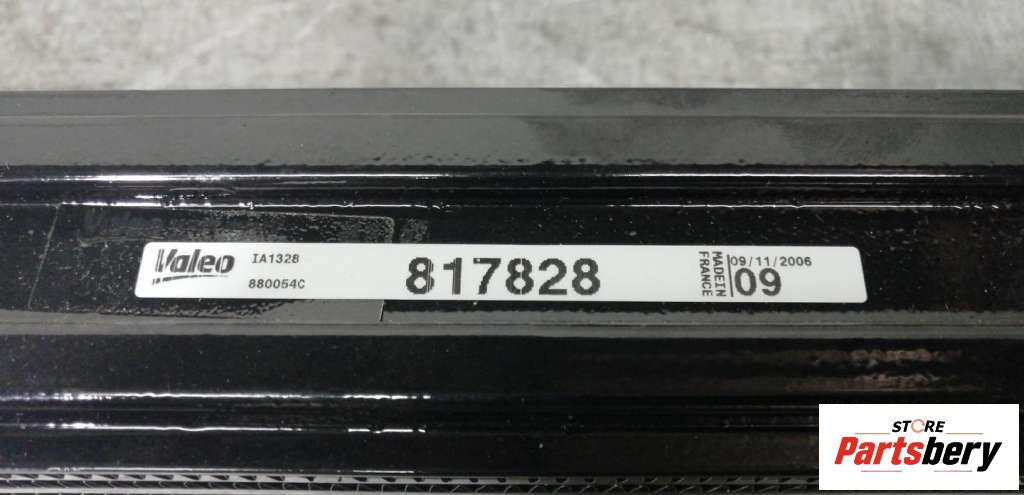 Valeo
IA1328
880054C
817828
MADE IN
FRANCE
09/11/2006
09
STORE
Partsbery